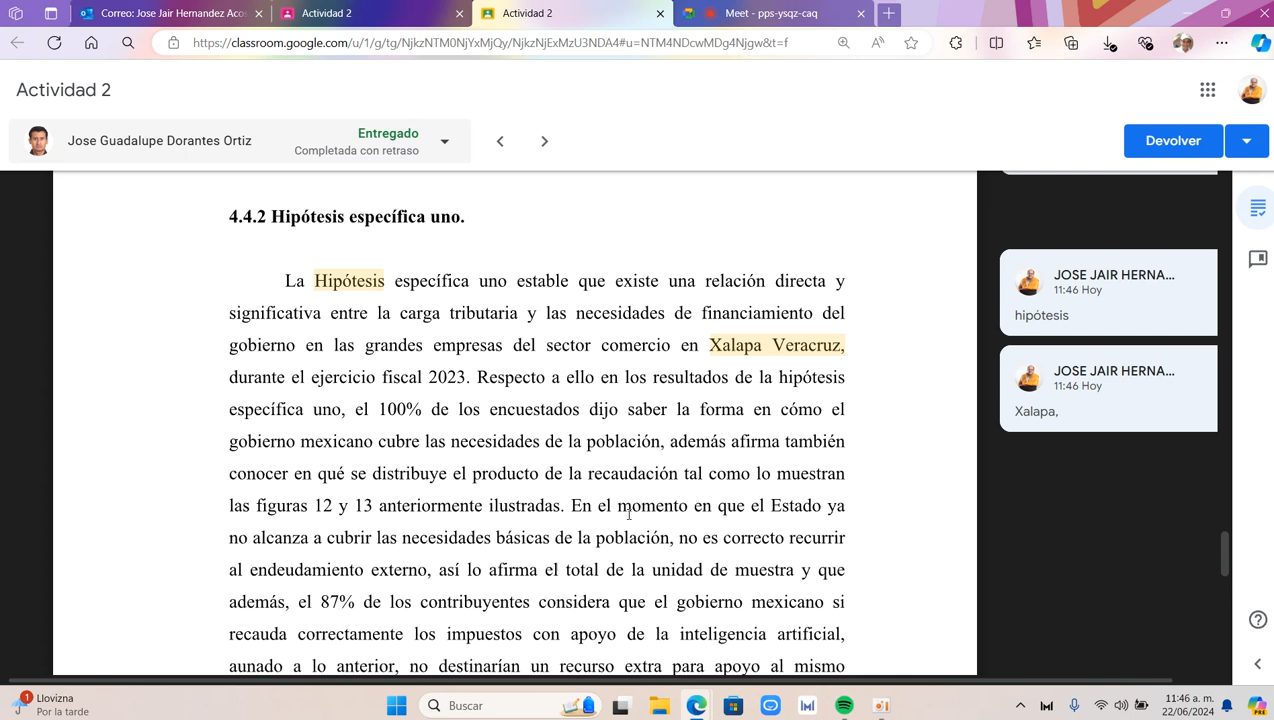 Correo: Jose Jair Hernandez Aco
Actividad 2
Actividad 2
Meet - pps-ysqz-caq
https://classroom.google.com/u/1/g/tg/NjkzNTM0NjYxMjQy/NjkzNjExMzU3NDA4#u=NTM4NDcwMDg4Njgw&t=f
Actividad 2
Jose Guadalupe Dorantes Ortiz
Entregado
Completada con retraso
Devolver
4.4.2 Hipótesis específica uno.
La Hipótesis específica uno estable que existe una relación directa y
significativa entre la carga tributaria y las necesidades de financiamiento del
gobierno en las grandes empresas del sector comercio en Xalapa Veracruz,
durante el ejercicio fiscal 2023. Respecto a ello en los resultados de la hipótesis
específica uno, el 100% de los encuestados dijo saber la forma en cómo el
gobierno mexicano cubre las necesidades de la población, además afirma también
conocer en qué se distribuye el producto de la recaudación tal como lo muestran
las figuras 12 y 13 anteriormente ilustradas. En el momento en que el Estado ya
no alcanza a cubrir las necesidades básicas de la población, no es correcto recurrir
al endeudamiento externo, así lo afirma el total de la unidad de muestra y que
además, el 87% de los contribuyentes considera que el gobierno mexicano si
recauda correctamente los impuestos con apoyo de la inteligencia artificial,
aunado a lo anterior, no destinarían un recurso extra para apoyo al mismo
JOSE JAIR HERNA...
11:46 Hoy
hipótesis
JOSE JAIR HERNA...
11:46 Hoy
Xalapa,
1
Llovizna
Por la tarde
Buscar
11:46 a. m.
22/06/2024
PRE